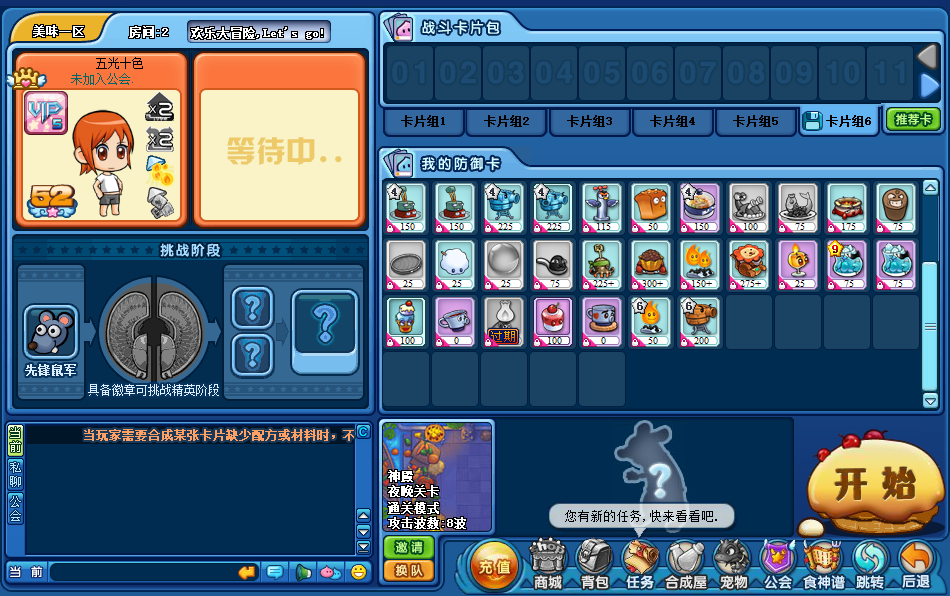 美味一区
房间:2
欢乐大冒险,Let's go!
五光十色
未加入公会.
VIP
6
x2
x2
52
等待中..
挑战阶段
?
?
?
先锋鼠军
具备徽章可挑战精英阶段
当前
私聊
公会
当玩家需要合成某张卡片缺少配方或材料时，不
C
当 前
战斗卡片包
01 02 03 04 05 06 07 08 09 10 11
卡片组1
卡片组2
卡片组3
卡片组4
卡片组5
卡片组6
推荐卡
我的防御卡
4 4 4 4
150 150 225 225 115 50 150 100 75 175 75
9
25 25 25 75 225+ 300+ 150+ 275+ 25 75 75
6 6
100 0 过期 100 0 50 200
神殿
夜晚关卡
通关模式
攻击波数:8波
?
您有新的任务,快来看看吧.
开始
邀请
换队
充值
商城
背包
任务
合成屋
宠物
公会
食神谱
跳转
后退